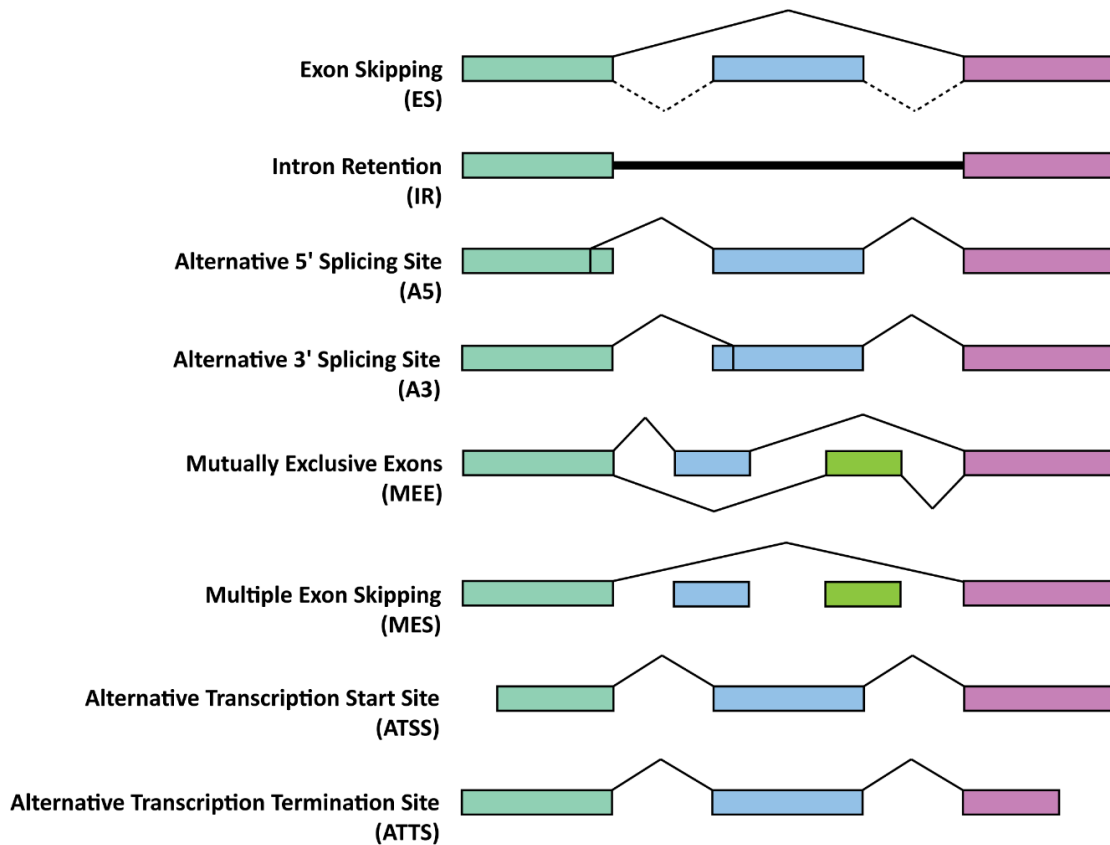 Exon Skipping
(ES)
Intron Retention
(IR)
Alternative 5' Splicing Site
(A5)
Alternative 3' Splicing Site
(A3)
Mutually Exclusive Exons
(MEE)
Multiple Exon Skipping
(MES)
Alternative Transcription Start Site
(ATSS)
Alternative Transcription Termination Site
(ATTS)